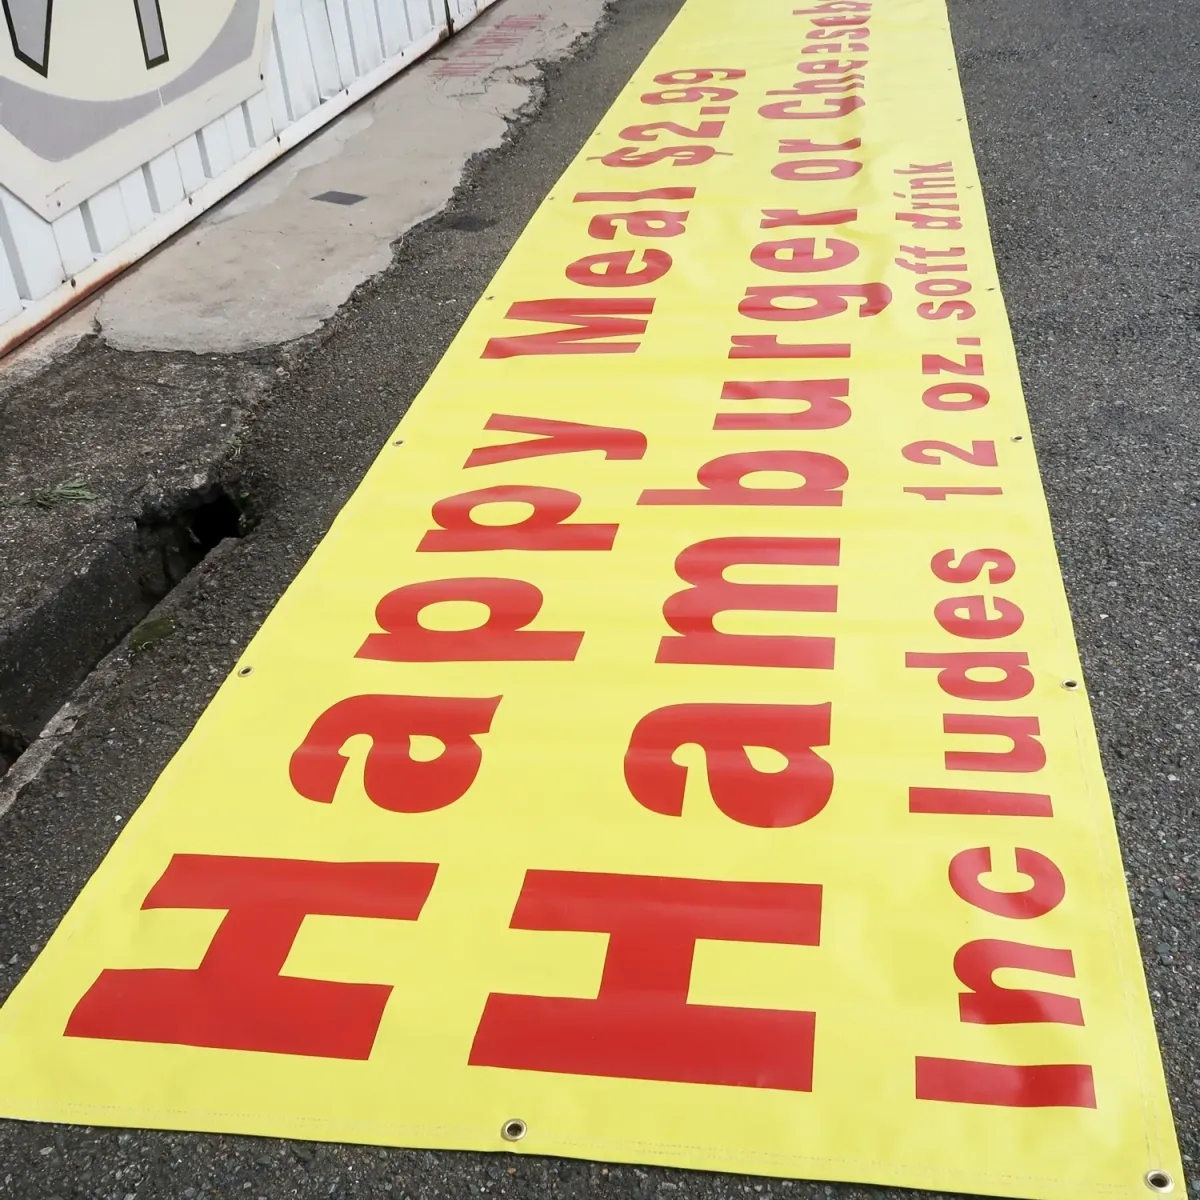 Happy Meal $2.99
Hamburger or
Includes 12 oz. soft drink